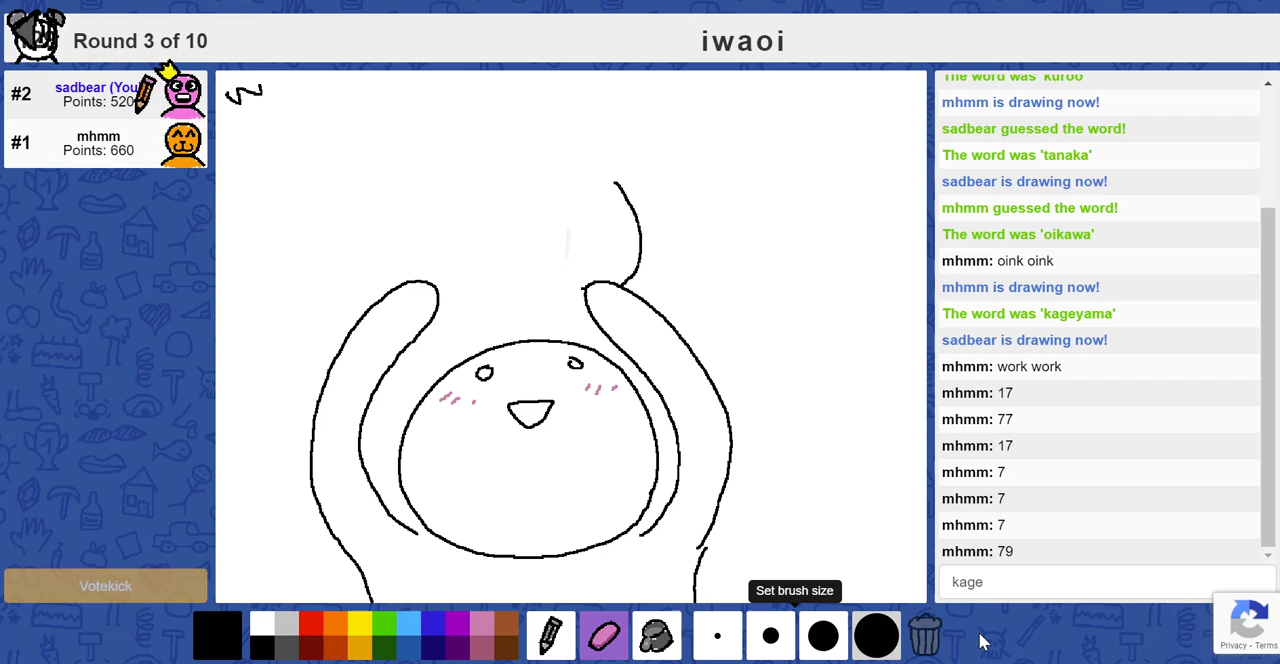 Round 3 of 10
iwaoi
#2
sadbear (You
Points: 520
#1
mhmm
Points: 660
The word was 'kuroo'
mhmm is drawing now!
sadbear guessed the word!
The word was 'tanaka'
sadbear is drawing now!
mhmm guessed the word!
The word was 'oikawa'
mhmm: oink oink
mhmm is drawing now!
The word was 'kageyama'
sadbear is drawing now!
mhmm: work work
mhmm: 17
mhmm: 77
mhmm: 17
mhmm: 7
mhmm: 7
mhmm: 7
mhmm: 79
kage
Votekick
Set brush size
Privacy - Terms